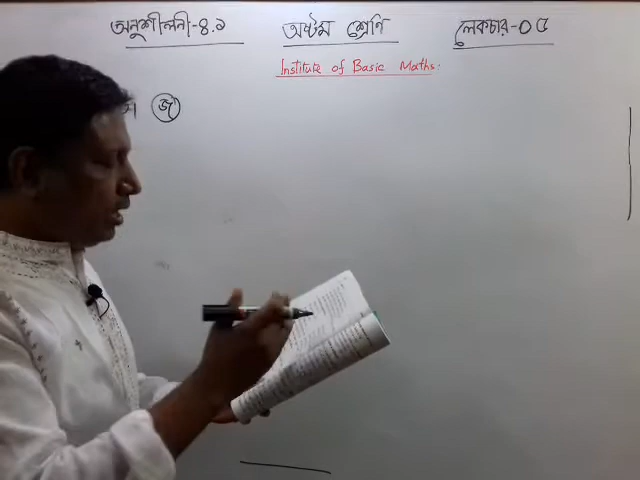 অনুশীলনী-৪.১ অষ্টম শ্রেণি লেকচার-০৫
Institute of Basic Maths.
জ